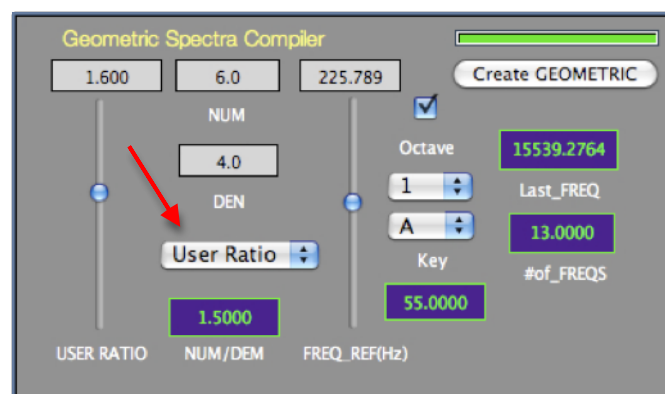 Geometric Spectra Compiler
1.600 6.0 225.789 Create GEOMETRIC
NUM
4.0 Octave 15539.2764
DEN 1 Last_FREQ
User Ratio A 13.0000
Key #of_FREQS
1.5000 55.0000
USER RATIO NUM/DEM FREQ_REF(Hz)